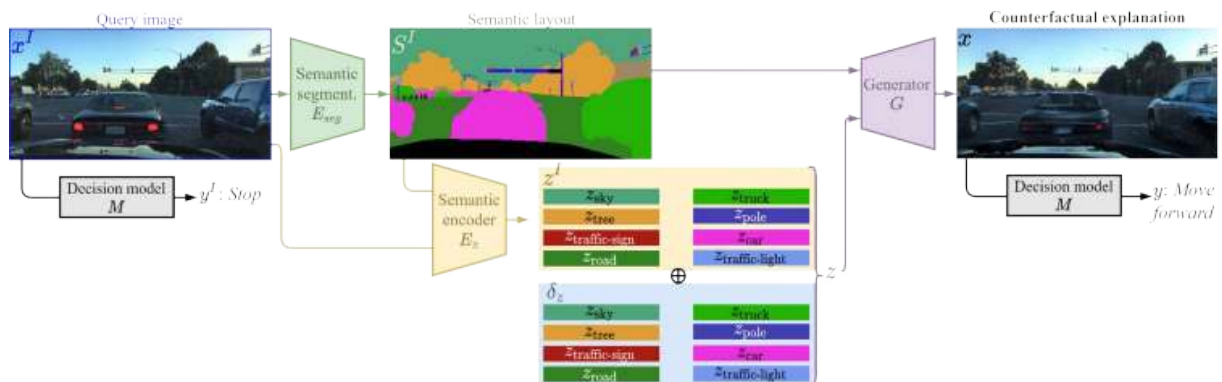 Query image
Semantic layout
Counterfactual explanation
x^I
S^I
x
Semantic
segment.
E_seg
Generator
G
Decision model
M
y^I : Stop
Semantic
encoder
E_z
z^I
z_sky
z_truck
z_tree
z_pole
z_traffic-sign
z_car
z_road
z_traffic-light
⊕
z
δ_z
z_sky
z_truck
z_tree
z_pole
z_traffic-sign
z_car
z_road
z_traffic-light
Decision model
M
y: Move
forward